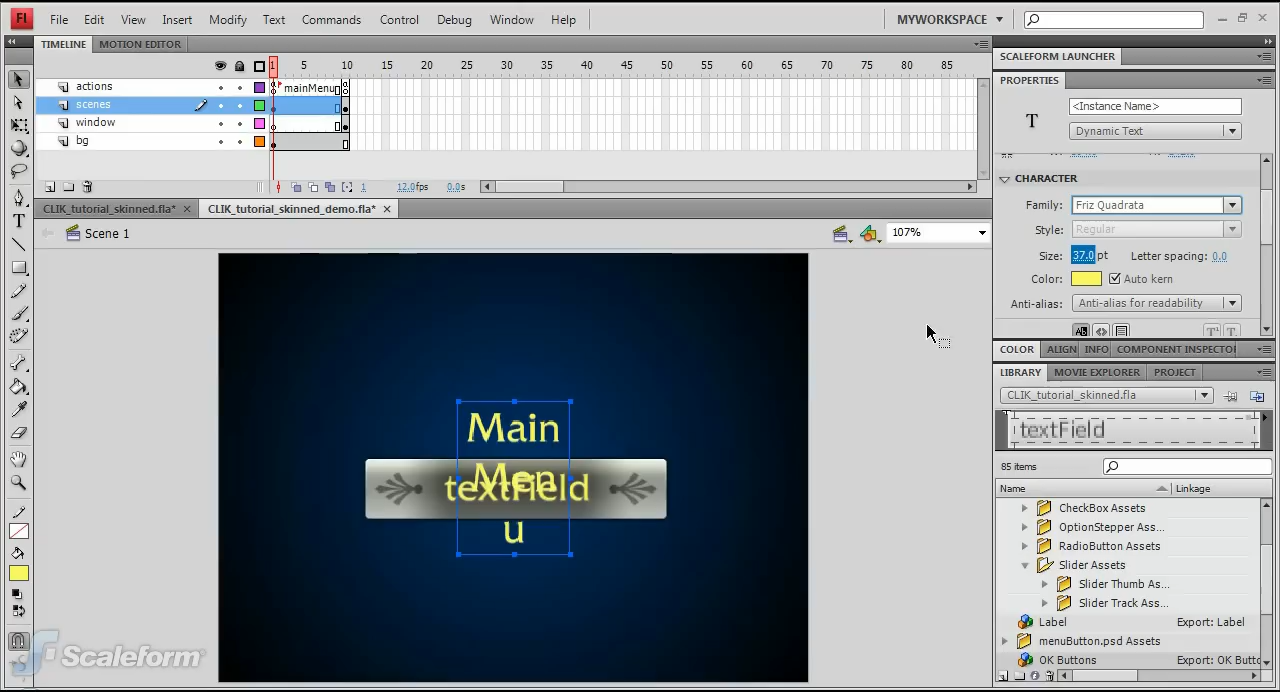 Fl File Edit View Insert Modify Text Commands Control Debug Window Help MYWORKSPACE
TIMELINE MOTION EDITOR
1 5 10 15 20 25 30 35 40 45 50 55 60 65 70 75 80 85
actions mainMenu
scenes
window
bg
1 12.0fps 0.0s
CLIK_tutorial_skinned.fla* CLIK_tutorial_skinned_demo.fla*
Scene 1 107%
Main
Menu
textField
Scaleform
SCALEFORM LAUNCHER
PROPERTIES
<Instance Name>
T
Dynamic Text
CHARACTER
Family: Friz Quadrata
Style: Regular
Size: 37.0 pt Letter spacing: 0.0
Color: Auto kern
Anti-alias: Anti-alias for readability
COLOR ALIGN INFO COMPONENT INSPECTOR
LIBRARY MOVIE EXPLORER PROJECT
CLIK_tutorial_skinned.fla
textField
85 items
Name Linkage
CheckBox Assets
OptionStepper Ass...
RadioButton Assets
Slider Assets
Slider Thumb As...
Slider Track Ass...
Label Export: Label
menuButton.psd Assets
OK Buttons Export: OK Butto